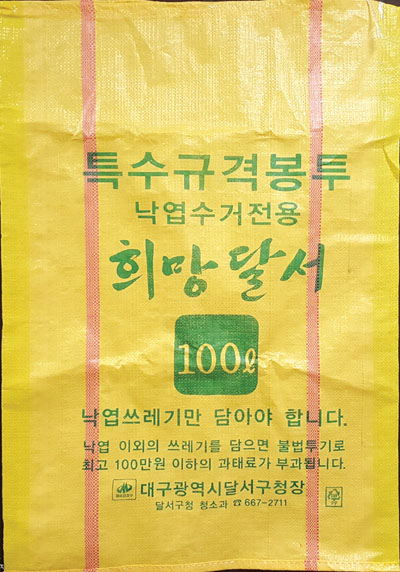 특수규격봉투
낙엽수거전용
희망달서
100ℓ
낙엽쓰레기만 담아야 합니다.
낙엽 이외의 쓰레기를 담으면 불법투기로
최고 100만원 이하의 과태료가 부과됩니다.
대구광역시달서구청장
달서구청 청소과 ☎ 667-2711